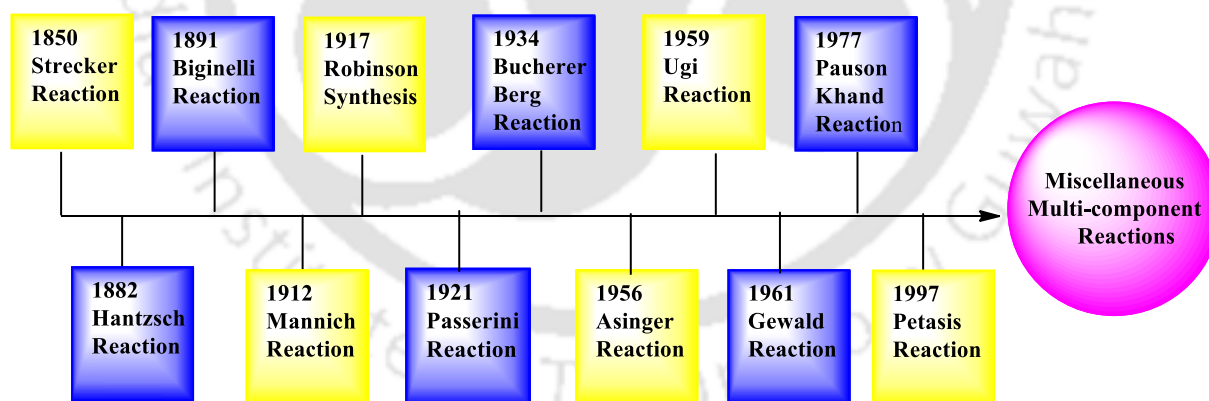 1850
Strecker
Reaction
1891
Biginelli
Reaction
1917
Robinson
Synthesis
1934
Bucherer
Berg
Reaction
1959
Ugi
Reaction
1977
Pauson
Khand
Reaction
Miscellaneous
Multi-component
Reactions
1882
Hantzsch
Reaction
1912
Mannich
Reaction
1921
Passerini
Reaction
1956
Asinger
Reaction
1961
Gewald
Reaction
1997
Petasis
Reaction